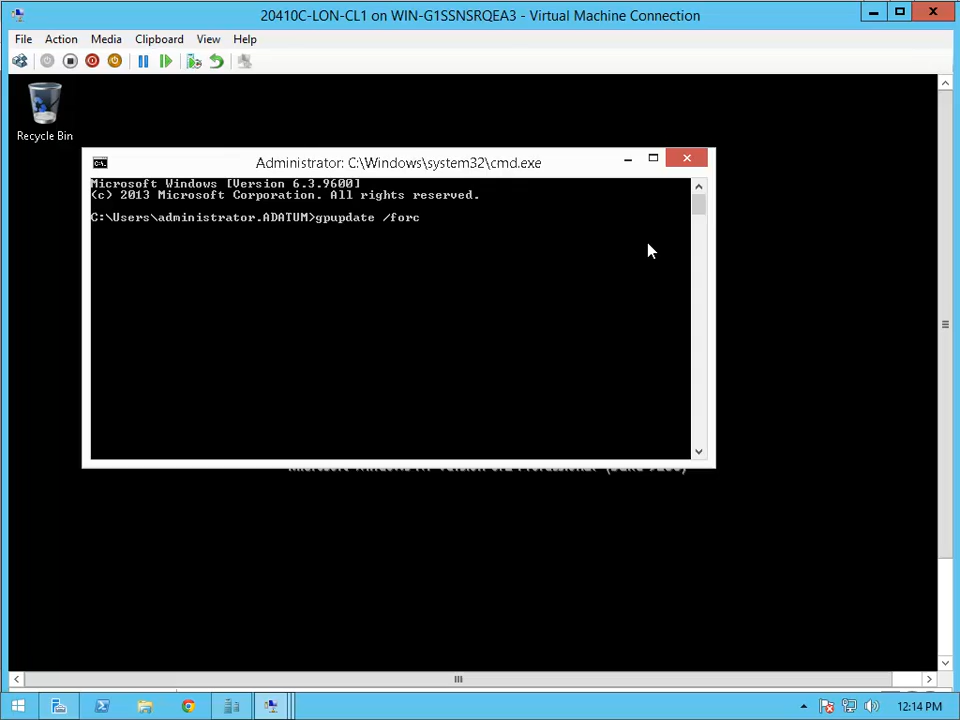 20410C-LON-CL1 on WIN-G1SSNSRQEA3 - Virtual Machine Connection
File Action Media Clipboard View Help
Recycle Bin
Administrator: C:\Windows\system32\cmd.exe
Microsoft Windows [Version 6.3.9600]
(c) 2013 Microsoft Corporation. All rights reserved.
C:\Users\administrator.ADATUM>gpupdate /forc
12:14 PM